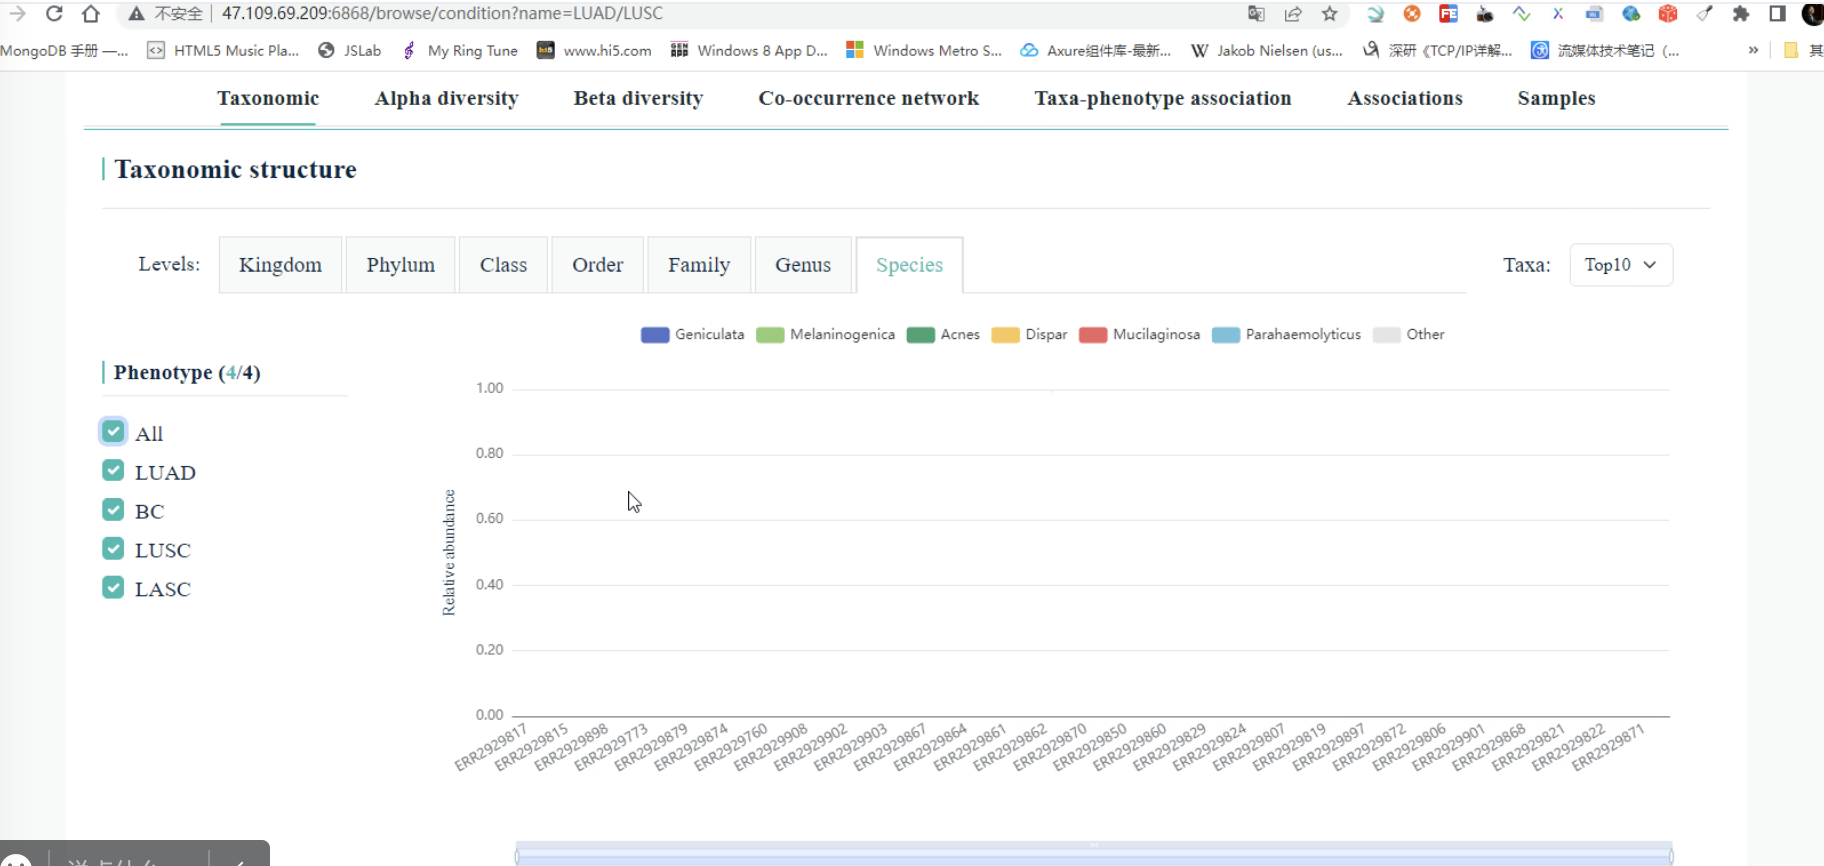 不安全 | 47.109.69.209:6868/browse/condition?name=LUAD/LUSC
MongoDB 手册 —... HTML5 Music Pla... JSLab My Ring Tune www.hi5.com Windows 8 App D... Windows Metro S... Axure组件库-最新... Jakob Nielsen (us... 深研《TCP/IP详解... 流媒体技术笔记（... » 其
Taxonomic Alpha diversity Beta diversity Co-occurrence network Taxa-phenotype association Associations Samples
Taxonomic structure
Levels: Kingdom Phylum Class Order Family Genus Species Taxa: Top10
Geniculata Melaninogenica Acnes Dispar Mucilaginosa Parahaemolyticus Other
Phenotype (4/4)
All
LUAD
BC
LUSC
LASC
Relative abundance
1.00
0.80
0.60
0.40
0.20
0.00
ERR2929817 ERR2929815 ERR2929898 ERR2929773 ERR2929879 ERR2929874 ERR2929760 ERR2929908 ERR2929902 ERR2929903 ERR2929867 ERR2929864 ERR2929861 ERR2929862 ERR2929870 ERR2929850 ERR2929860 ERR2929829 ERR2929824 ERR2929807 ERR2929819 ERR2929897 ERR2929872 ERR2929806 ERR2929901 ERR2929868 ERR2929821 ERR2929822 ERR2929871